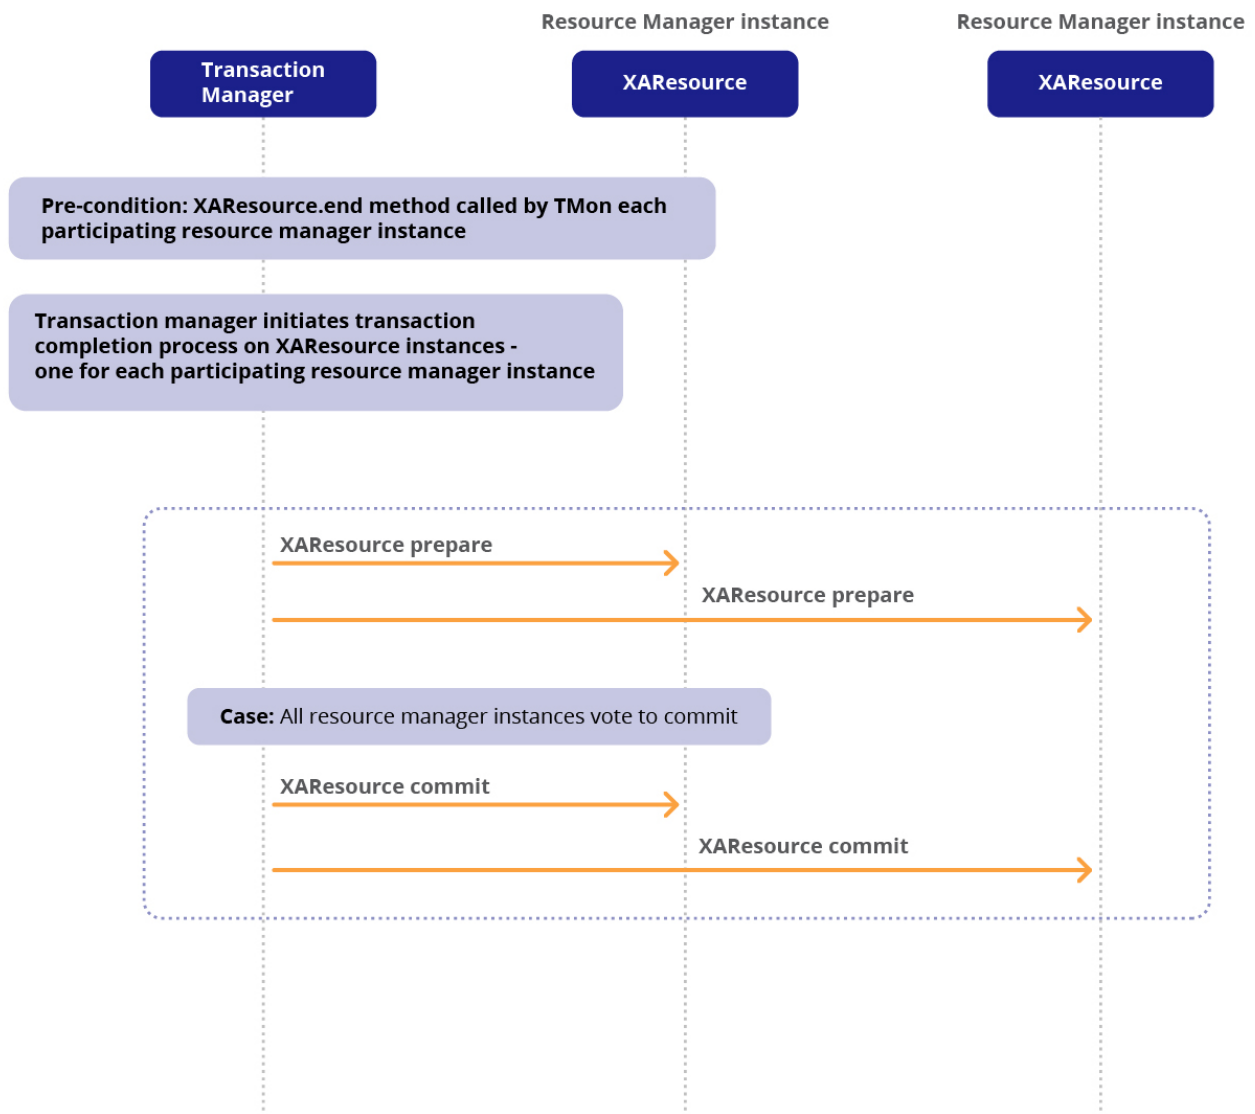 Resource Manager instance
Resource Manager instance
Transaction
Manager
XAResource
XAResource
Pre-condition: XAResource.end method called by TMon each
participating resource manager instance
Transaction manager initiates transaction
completion process on XAResource instances -
one for each participating resource manager instance
XAResource prepare
XAResource prepare
Case: All resource manager instances vote to commit
XAResource commit
XAResource commit